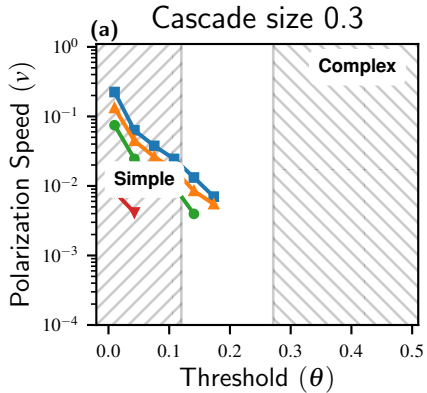 Cascade size 0.3
(a)
Complex
Simple
Polarization Speed (ν)
10⁰
10⁻¹
10⁻²
10⁻³
10⁻⁴
0.0 0.1 0.2 0.3 0.4 0.5
Threshold (θ)